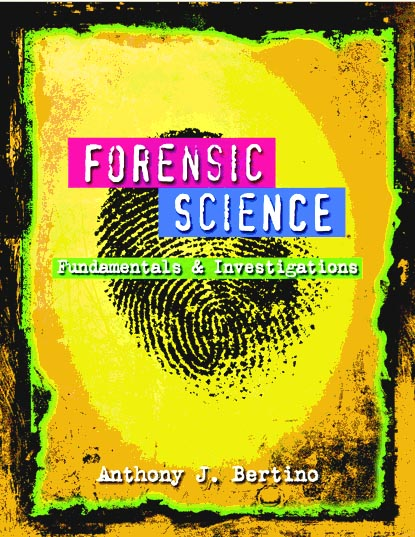 FORENSIC
SCIENCE
Fundamentals & Investigations
Anthony J. Bertino